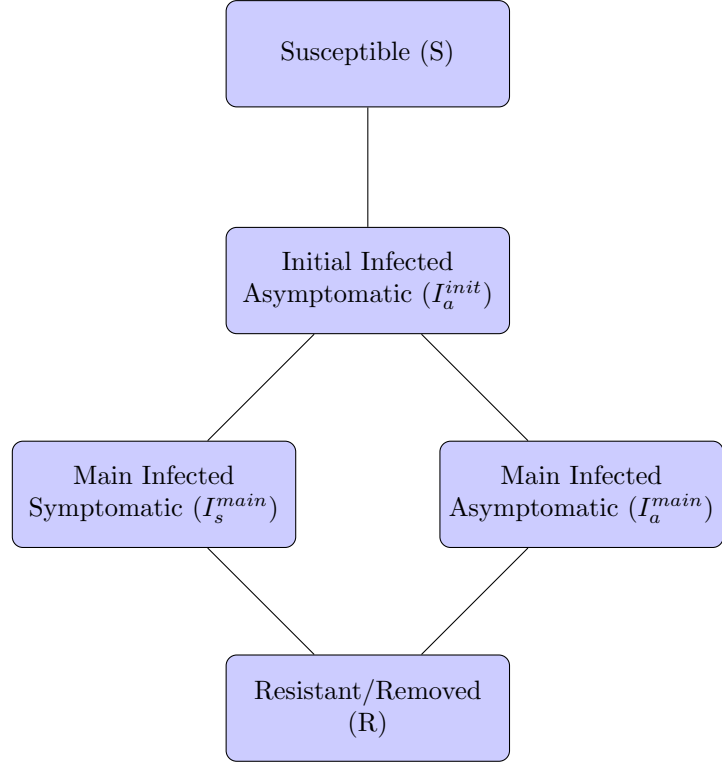 Susceptible (S)
Initial Infected
Asymptomatic ($I_a^{init}$)
Main Infected
Symptomatic ($I_s^{main}$)
Main Infected
Asymptomatic ($I_a^{main}$)
Resistant/Removed
(R)